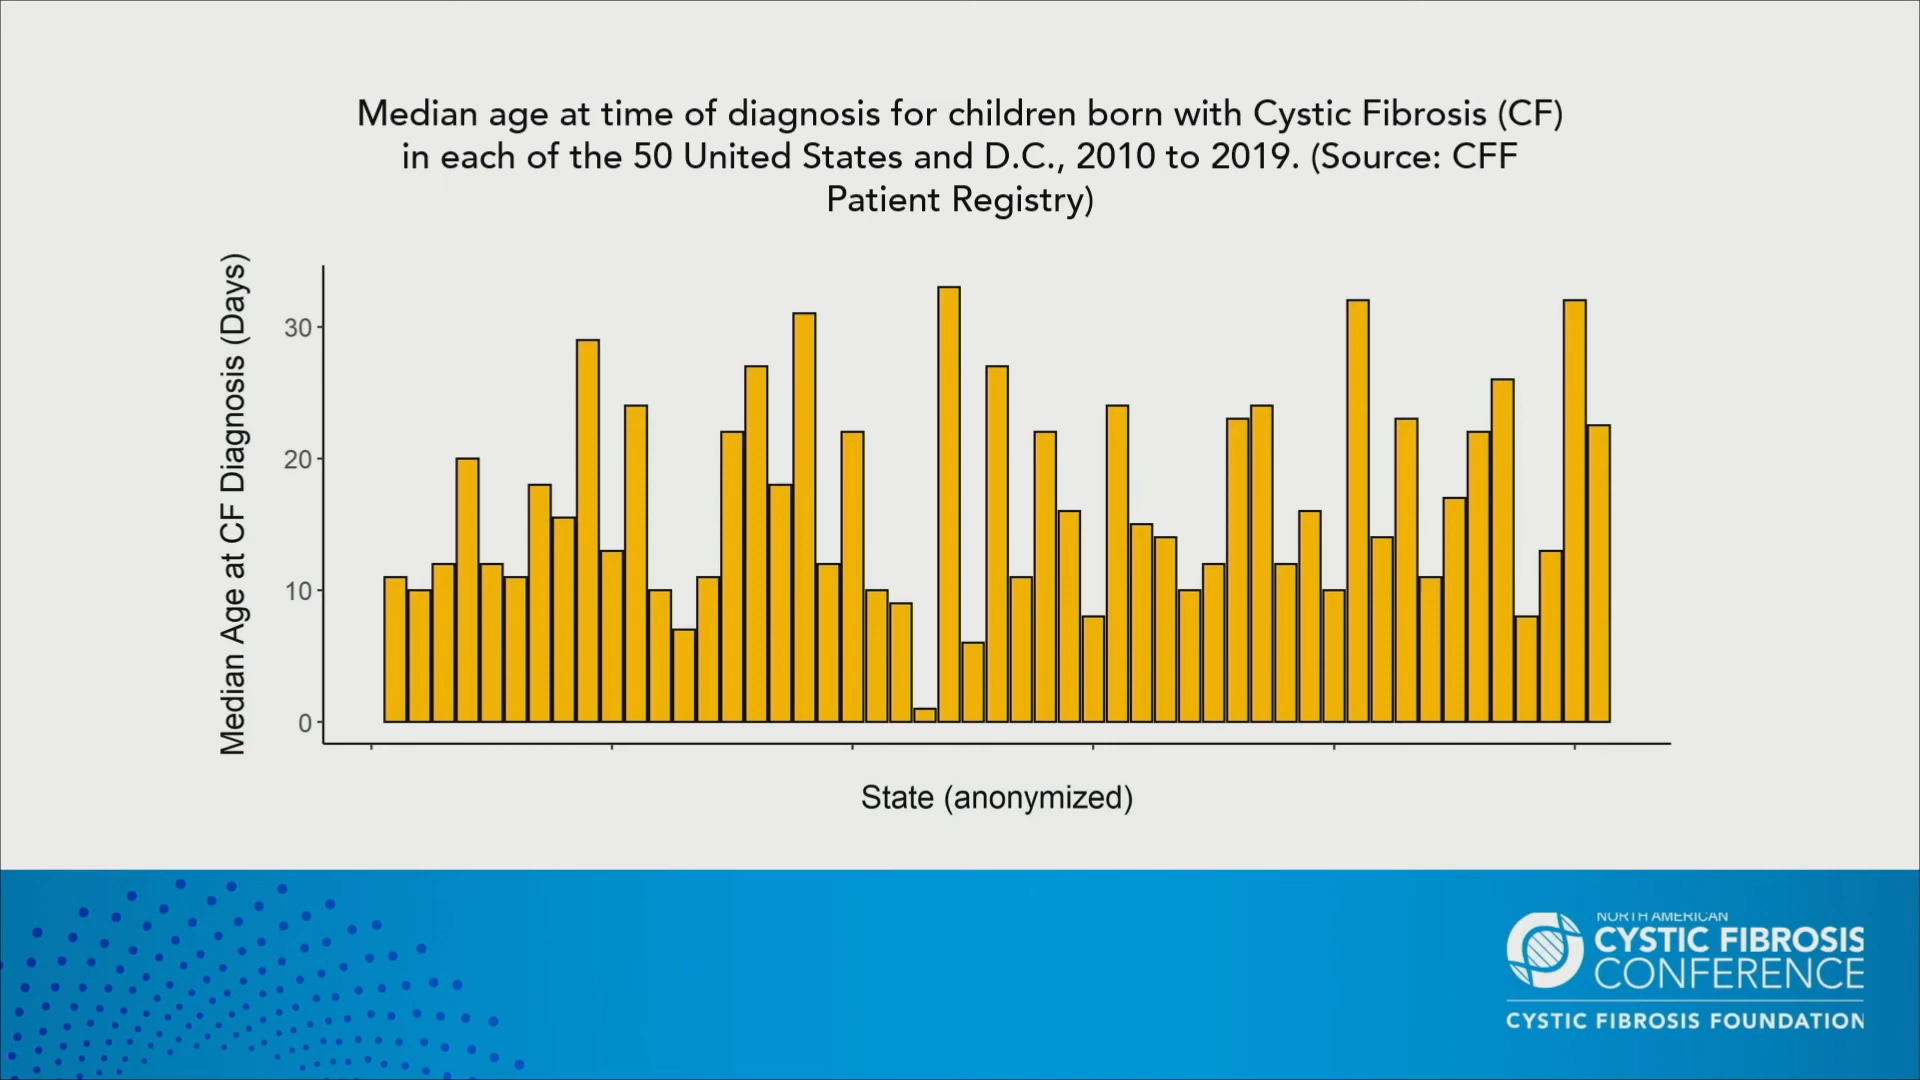 Median age at time of diagnosis for children born with Cystic Fibrosis (CF)
in each of the 50 United States and D.C., 2010 to 2019. (Source: CFF
Patient Registry)
Median Age at CF Diagnosis (Days)
30
20
10
0
State (anonymized)
NORTH AMERICAN
CYSTIC FIBROSIS
CONFERENCE
CYSTIC FIBROSIS FOUNDATION